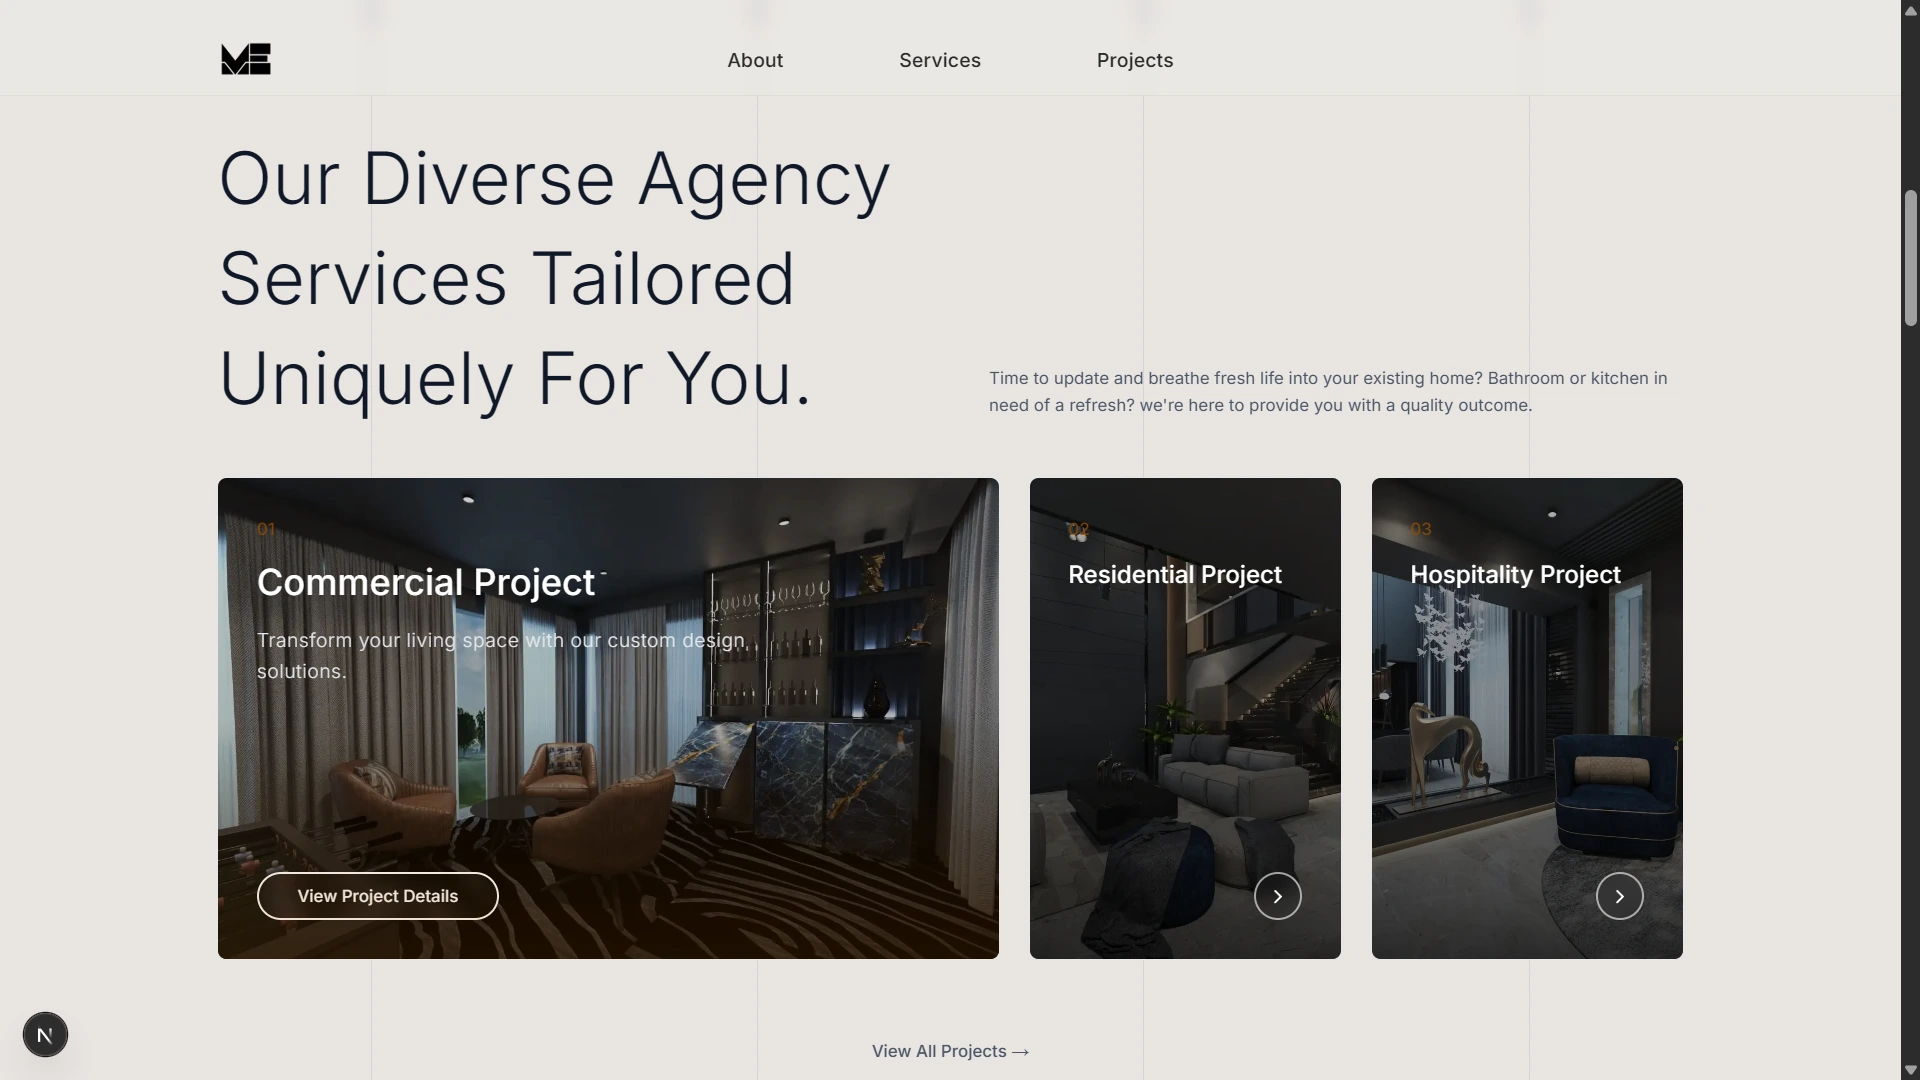 ME
About
Services
Projects
Our Diverse Agency
Services Tailored
Uniquely For You.
Time to update and breathe fresh life into your existing home? Bathroom or kitchen in
need of a refresh? we're here to provide you with a quality outcome.
01
Commercial Project
Transform your living space with our custom design
solutions.
View Project Details
02
Residential Project
03
Hospitality Project
N
View All Projects →